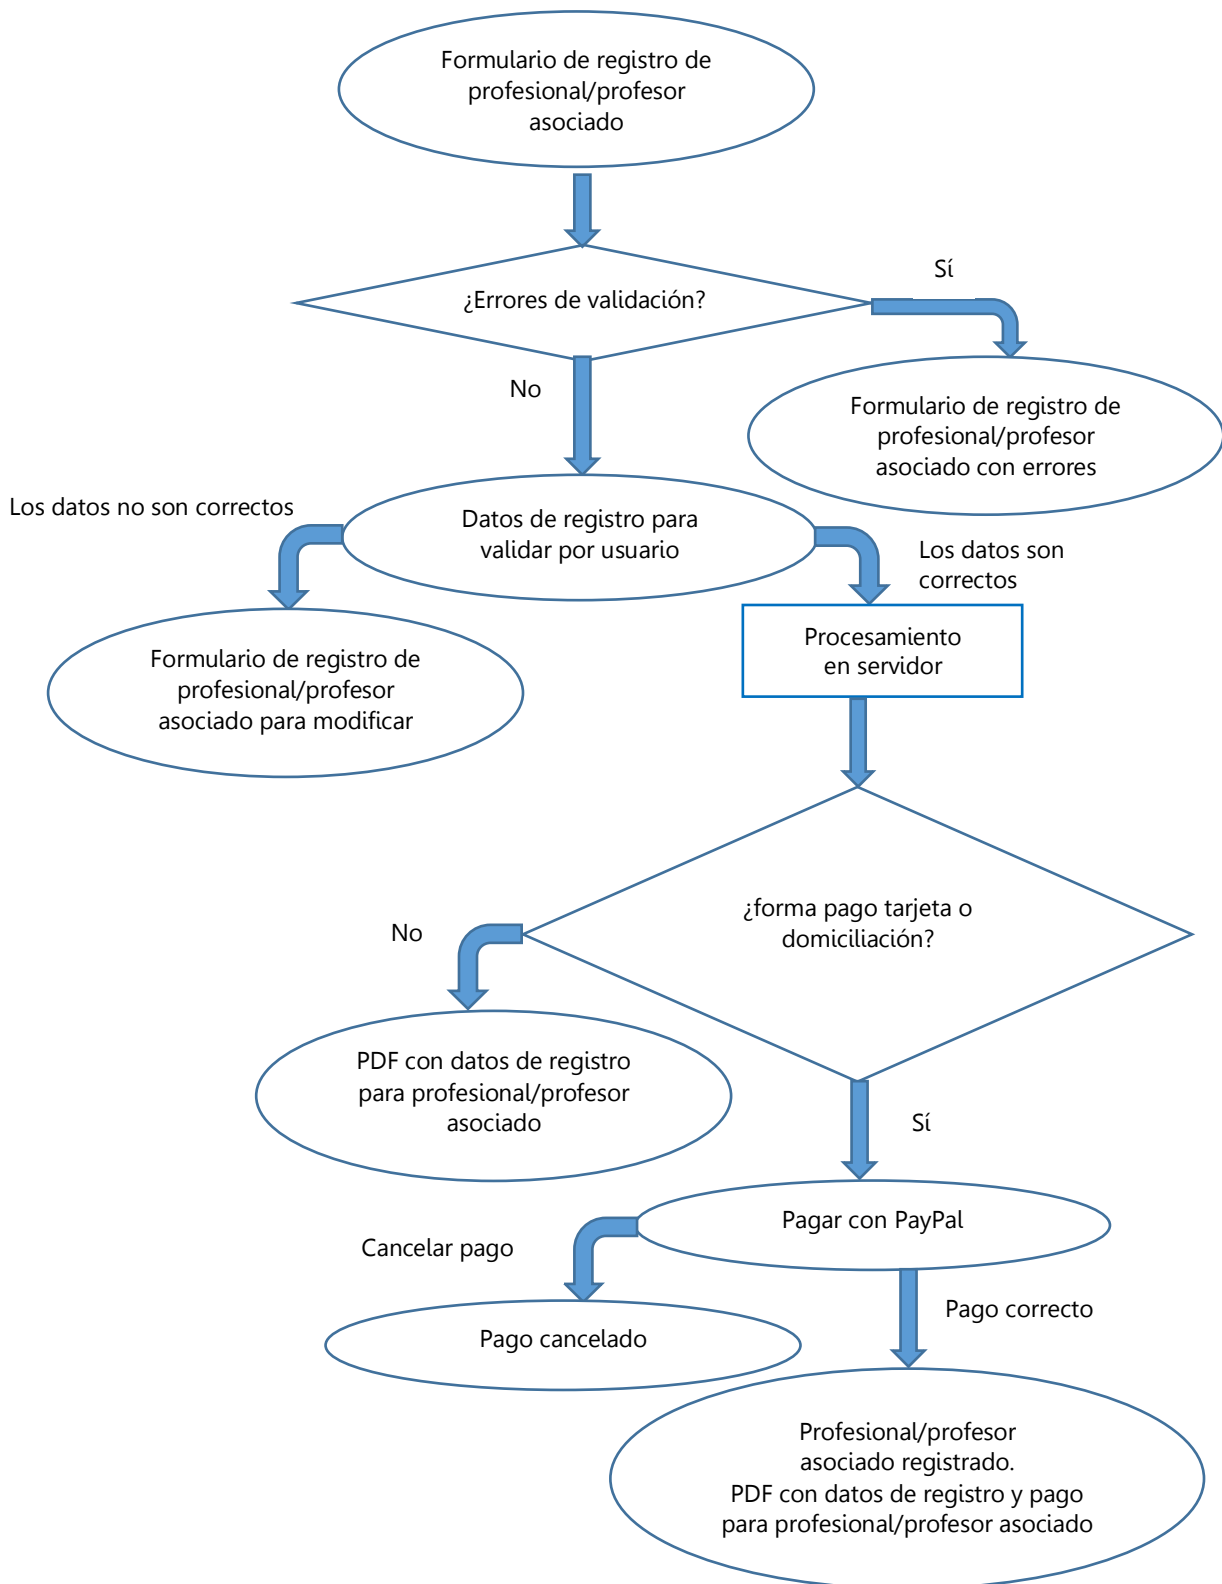 Formulario de registro de
profesional/profesor
asociado
Sí
¿Errores de validación?
No
Formulario de registro de
profesional/profesor
asociado con errores
Los datos no son correctos
Datos de registro para
validar por usuario
Los datos son
correctos
Procesamiento
en servidor
Formulario de registro de
profesional/profesor
asociado para modificar
¿forma pago tarjeta o
domiciliación?
No
PDF con datos de registro
para profesional/profesor
asociado
Sí
Pagar con PayPal
Cancelar pago
Pago correcto
Pago cancelado
Profesional/profesor
asociado registrado.
PDF con datos de registro y pago
para profesional/profesor asociado